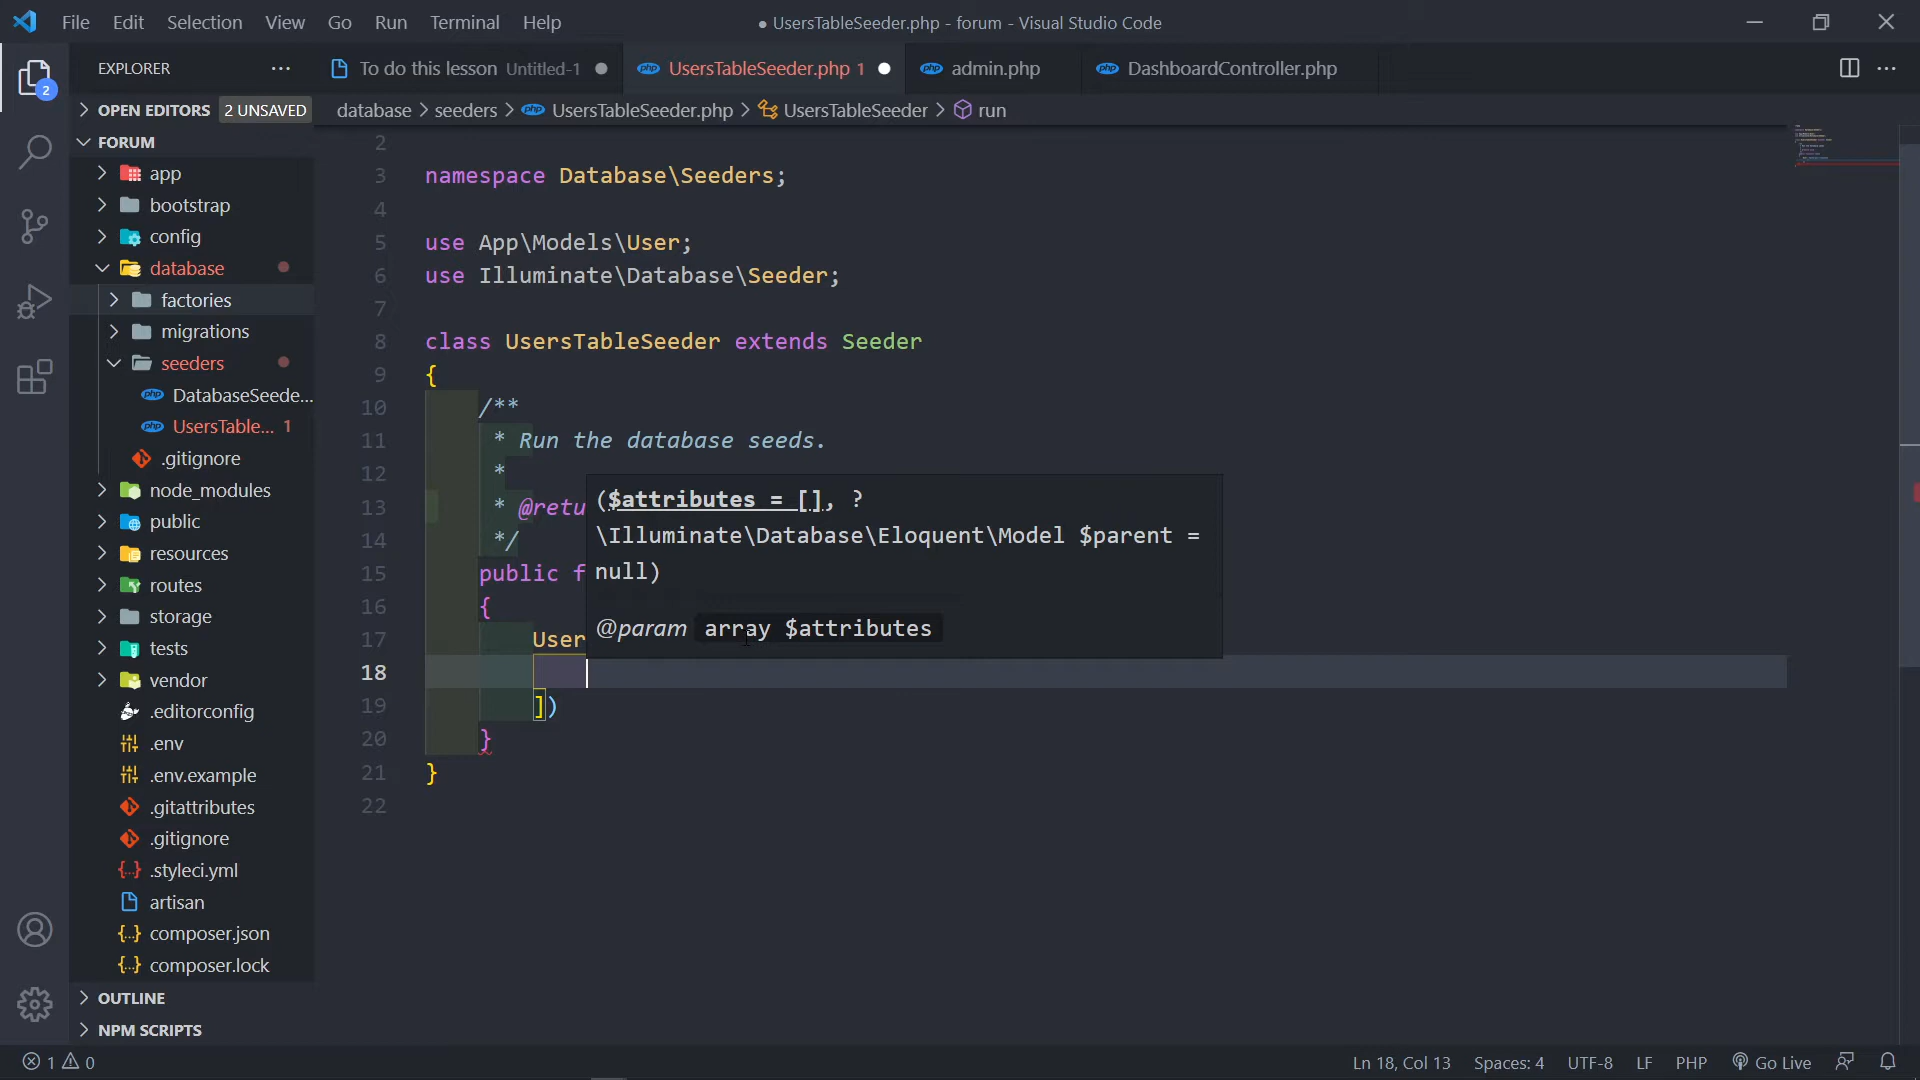 File Edit Selection View Go Run Terminal Help
● UsersTableSeeder.php - forum - Visual Studio Code
EXPLORER
To do this lesson Untitled-1
UsersTableSeeder.php 1
admin.php
DashboardController.php
2
OPEN EDITORS 2 UNSAVED
database > seeders > UsersTableSeeder.php > UsersTableSeeder > run
FORUM
app
bootstrap
config
database
factories
migrations
seeders
DatabaseSeede...
UsersTable... 1
.gitignore
node_modules
public
resources
routes
storage
tests
vendor
.editorconfig
.env
.env.example
.gitattributes
.gitignore
.styleci.yml
artisan
composer.json
composer.lock
OUTLINE
NPM SCRIPTS
2
3 namespace Database\Seeders;
4
5 use App\Models\User;
6 use Illuminate\Database\Seeder;
7
8 class UsersTableSeeder extends Seeder
9 {
10 /**
11 * Run the database seeds.
12 *
13 * @retu
14 */
15 public f
16 {
17 User
18
19 ])
20 }
21 }
22
($attributes = [], ?
\Illuminate\Database\Eloquent\Model $parent =
null)
@param array $attributes
1 0
Ln 18, Col 13 Spaces: 4 UTF-8 LF PHP Go Live